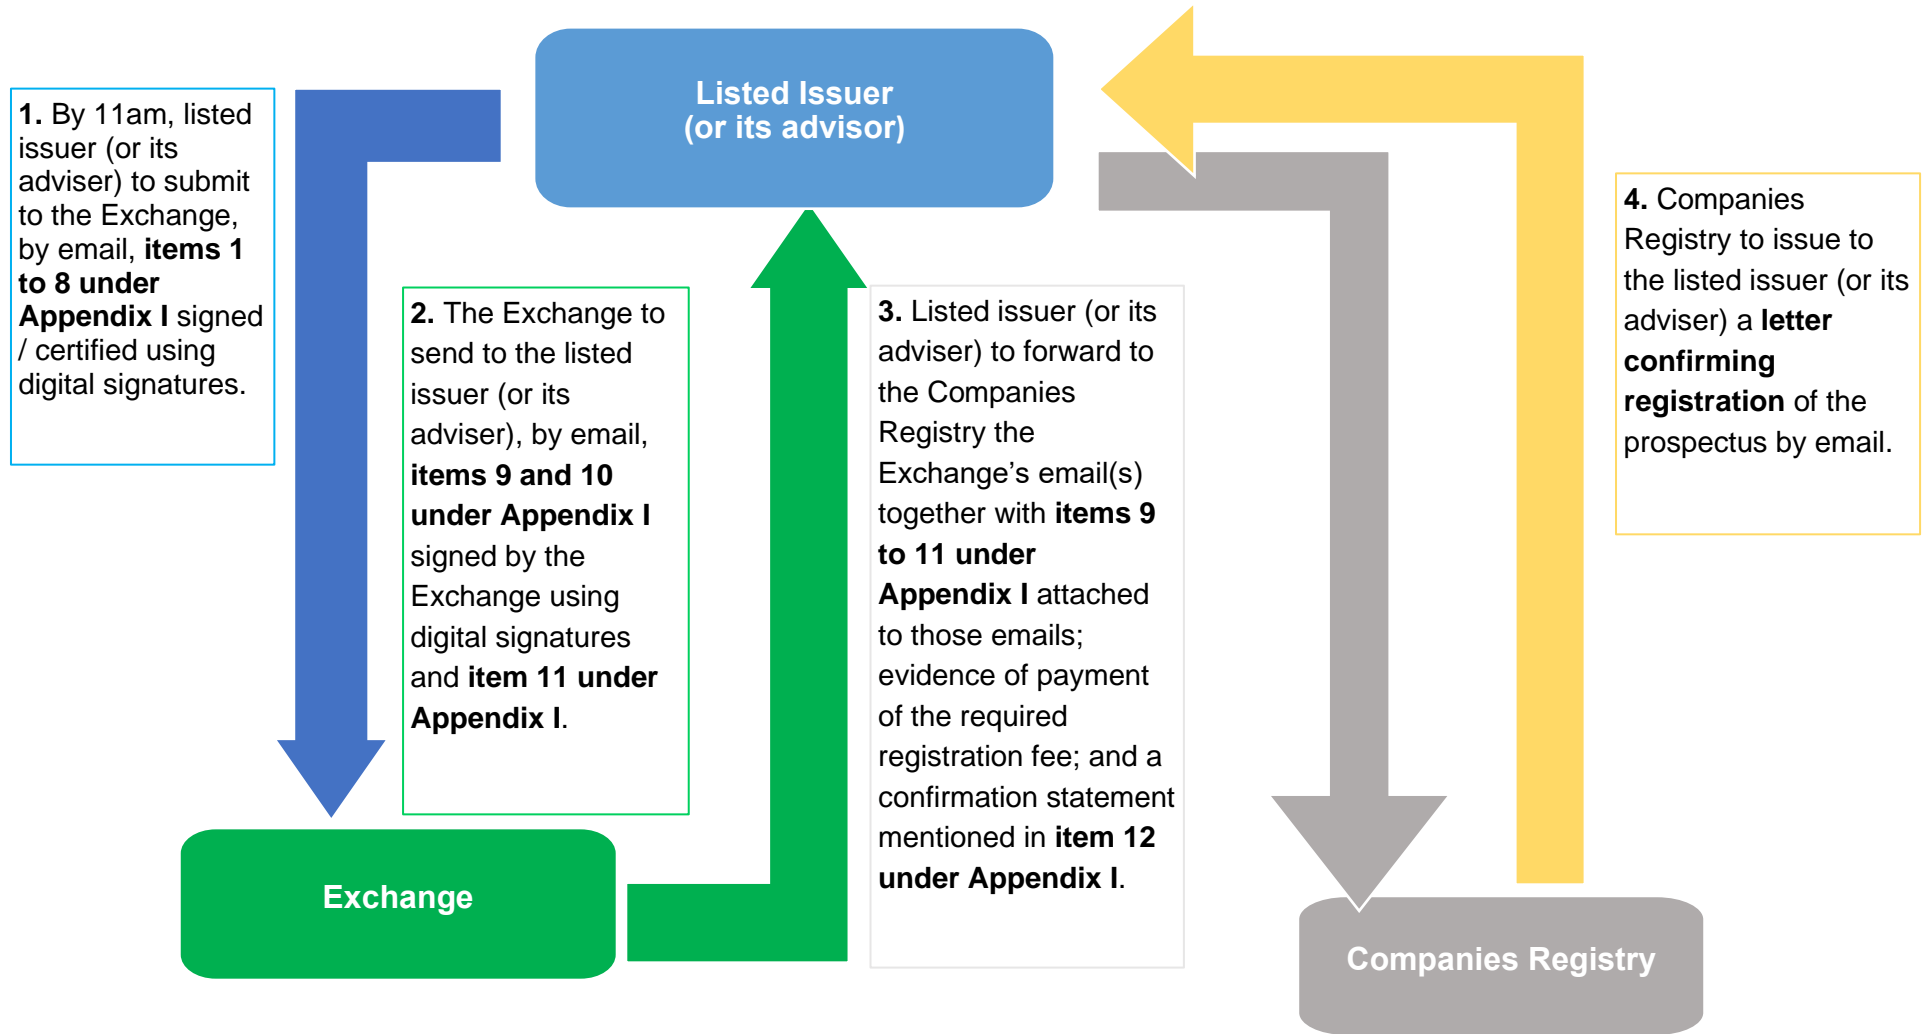 Listed Issuer
(or its advisor)
1. By 11am, listed
issuer (or its
adviser) to submit
to the Exchange,
by email, items 1
to 8 under
Appendix I signed
/ certified using
digital signatures.
2. The Exchange to
send to the listed
issuer (or its
adviser), by email,
items 9 and 10
under Appendix I
signed by the
Exchange using
digital signatures
and item 11 under
Appendix I.
3. Listed issuer (or its
adviser) to forward to
the Companies
Registry the
Exchange’s email(s)
together with items 9
to 11 under
Appendix I attached
to those emails;
evidence of payment
of the required
registration fee; and a
confirmation statement
mentioned in item 12
under Appendix I.
4. Companies
Registry to issue to
the listed issuer (or its
adviser) a letter
confirming
registration of the
prospectus by email.
Exchange
Companies Registry